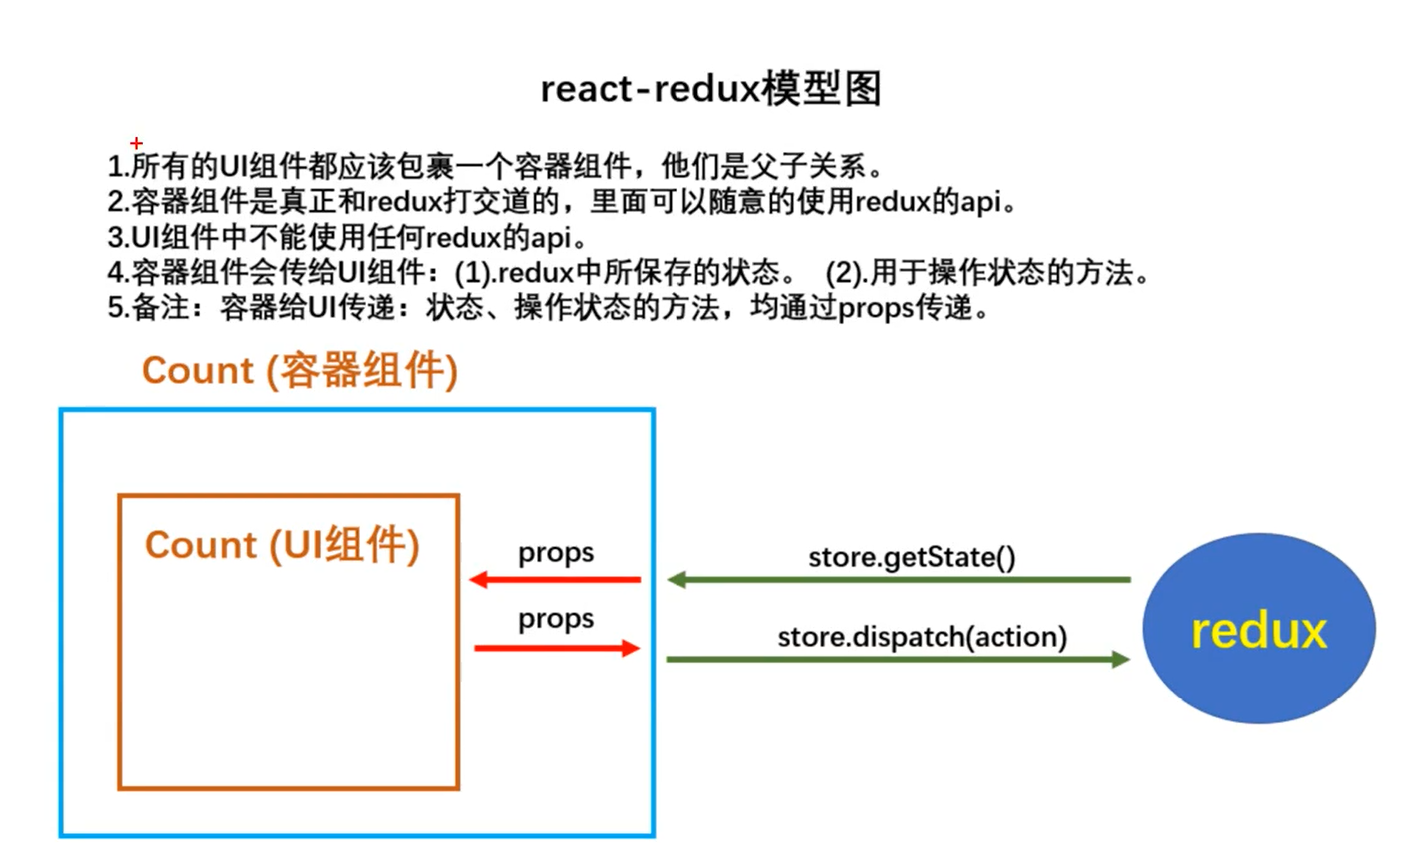 react-redux模型图
1.所有的UI组件都应该包裹一个容器组件，他们是父子关系。
2.容器组件是真正和redux打交道的，里面可以随意的使用redux的api。
3.UI组件中不能使用任何redux的api。
4.容器组件会传给UI组件：(1).redux中所保存的状态。 (2).用于操作状态的方法。
5.备注：容器给UI传递：状态、操作状态的方法，均通过props传递。
Count (容器组件)
Count (UI组件)
props
store.getState()
props
store.dispatch(action)
redux